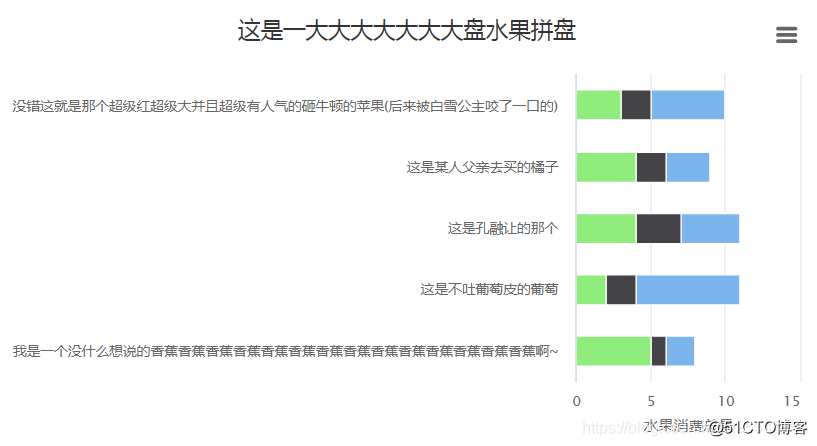 这是一大大大大大大大盘水果拼盘
没错这就是那个超级红超级大并且超级有人气的砸牛顿的苹果(后来被白雪公主咬了一口的)
这是某人父亲去买的橘子
这是孔融让的那个
这是不吐葡萄皮的葡萄
我是一个没什么想说的香蕉香蕉香蕉香蕉香蕉香蕉香蕉香蕉香蕉香蕉香蕉香蕉香蕉香蕉啊~
0 5 10 15
水果消费总量
@51CTO博客